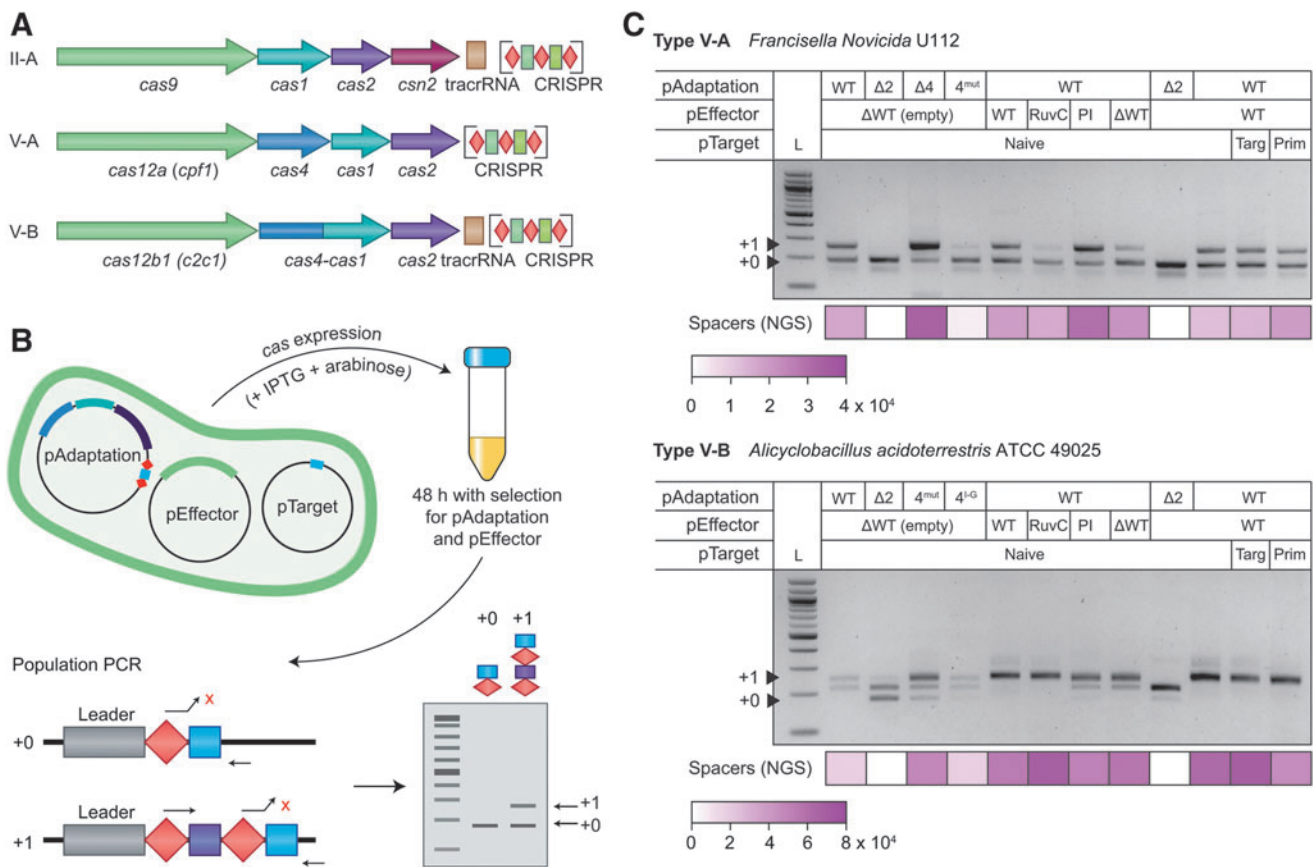 A
II-A
cas9
cas1
cas2
csn2
tracrRNA
CRISPR
V-A
cas12a (cpf1)
cas4
cas1
cas2
CRISPR
V-B
cas12b1 (c2c1)
cas4-cas1
cas2
tracrRNA
CRISPR
B
cas expression
(+ IPTG + arabinose)
pAdaptation
pEffector
pTarget
48 h with selection
for pAdaptation
and pEffector
Population PCR
Leader
x
+0
Leader
x
+1
+0 +1
+1
+0
C
Type V-A Francisella Novicida U112
pAdaptation WT Δ2 Δ4 4mut WT Δ2 WT
pEffector ΔWT (empty) WT RuvC PI ΔWT WT
pTarget L Naive Targ Prim
+1
+0
Spacers (NGS)
0 1 2 3 4 x 10⁴
Type V-B Alicyclobacillus acidoterrestris ATCC 49025
pAdaptation WT Δ2 4mut 4I-G WT Δ2 WT
pEffector ΔWT (empty) WT RuvC PI ΔWT WT
pTarget L Naive Targ Prim
+1
+0
Spacers (NGS)
0 2 4 6 8 x 10⁴